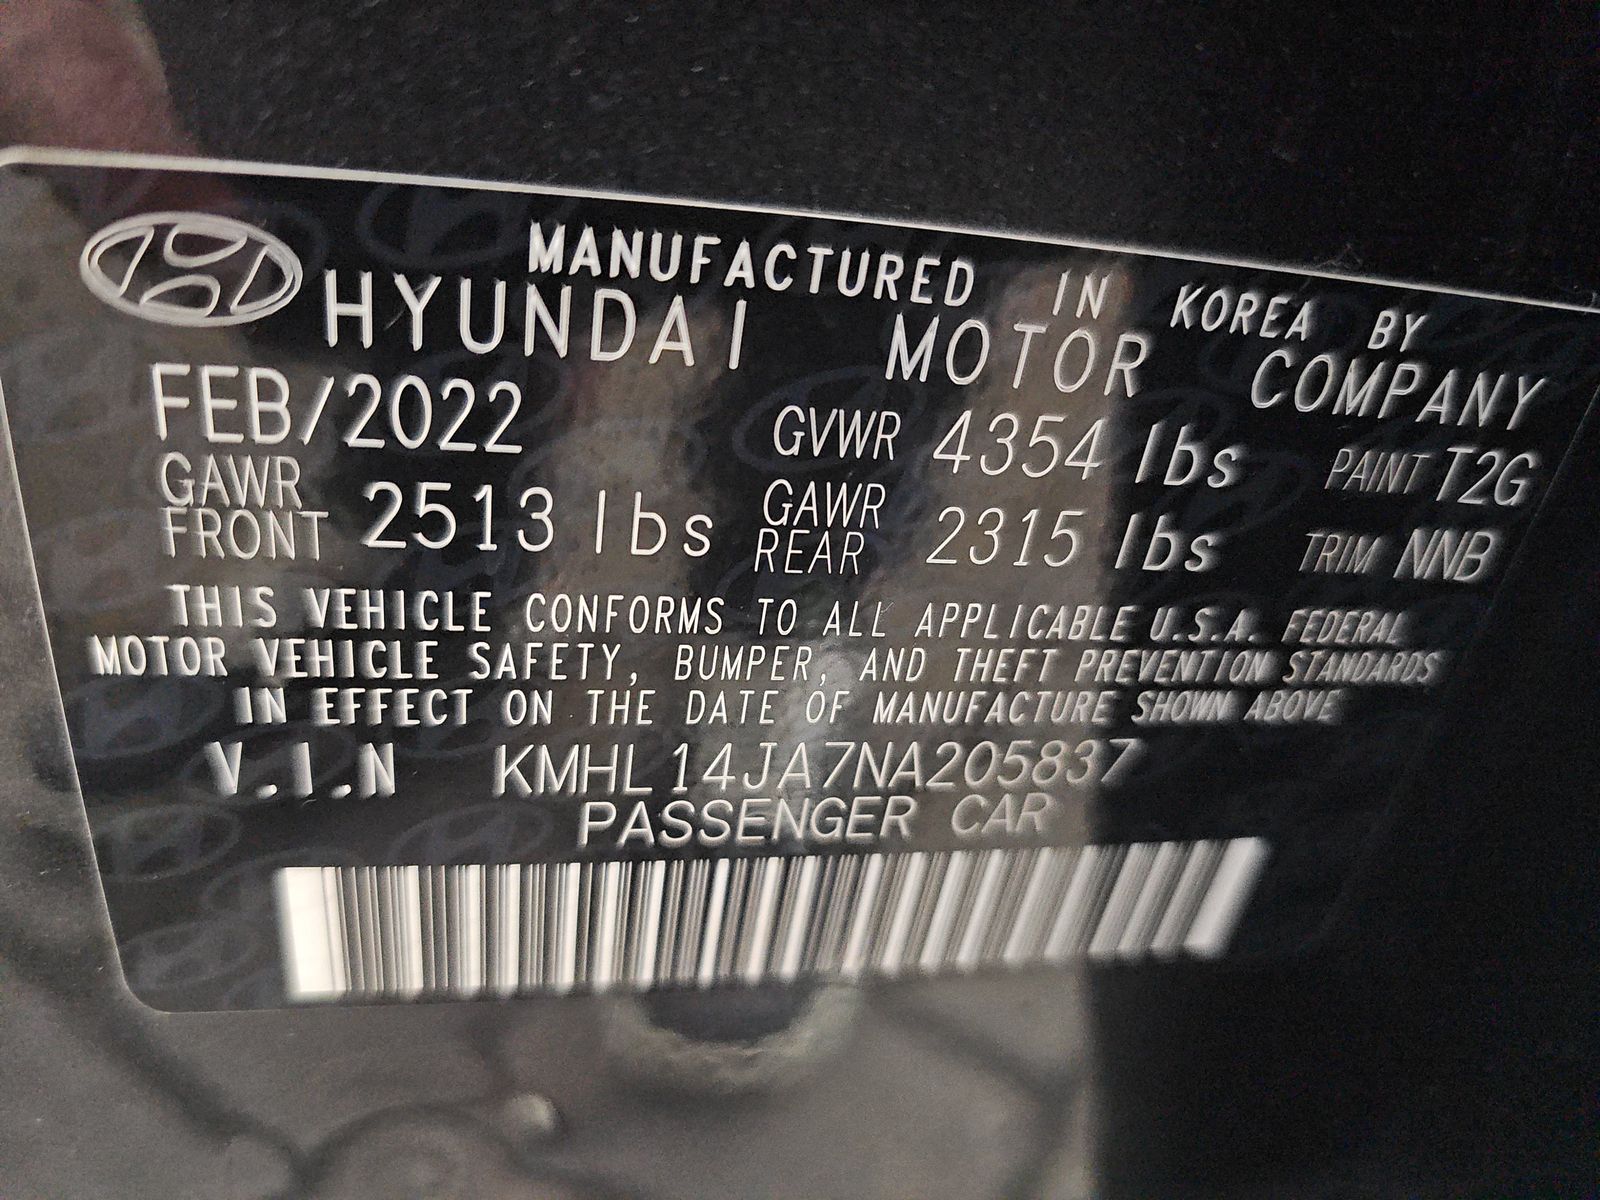 MANUFACTURED IN KOREA BY
HYUNDAI MOTOR COMPANY
FEB/2022 GVWR 4354 lbs PAINT T2G
GAWR FRONT 2513 lbs GAWR REAR 2315 lbs TRIM NNB
THIS VEHICLE CONFORMS TO ALL APPLICABLE U.S.A. FEDERAL
MOTOR VEHICLE SAFETY, BUMPER, AND THEFT PREVENTION STANDARDS
IN EFFECT ON THE DATE OF MANUFACTURE SHOWN ABOVE
V.I.N KMHL14JA7NA205837
PASSENGER CAR